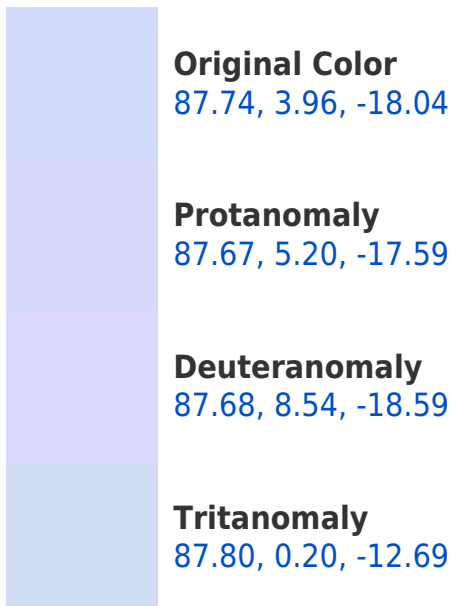 Original Color
87.74, 3.96, -18.04
Protanomaly
87.67, 5.20, -17.59
Deuteranomaly
87.68, 8.54, -18.59
Tritanomaly
87.80, 0.20, -12.69